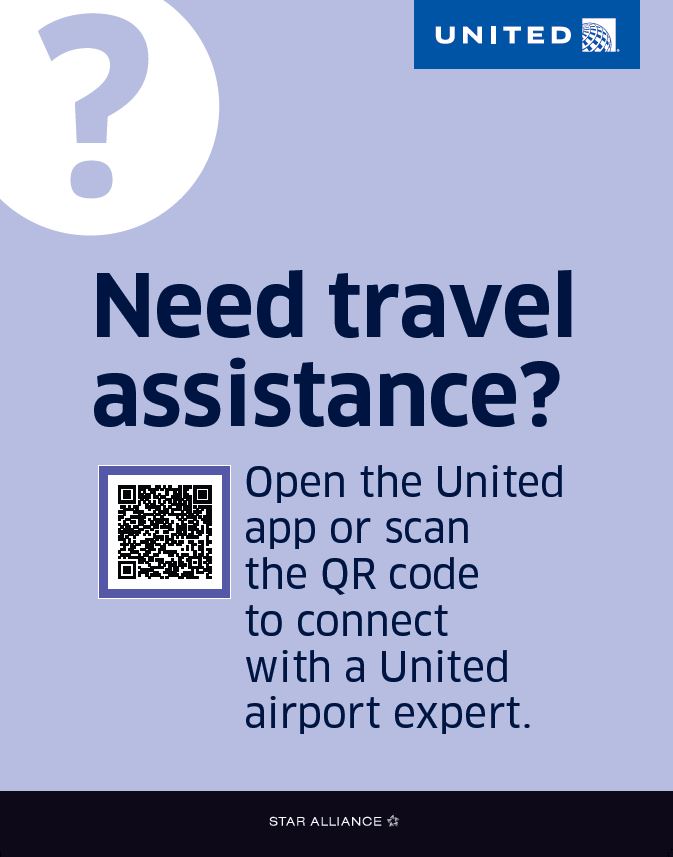 ?
UNITED
Need travel
assistance?
Open the United
app or scan
the QR code
to connect
with a United
airport expert.
STAR ALLIANCE